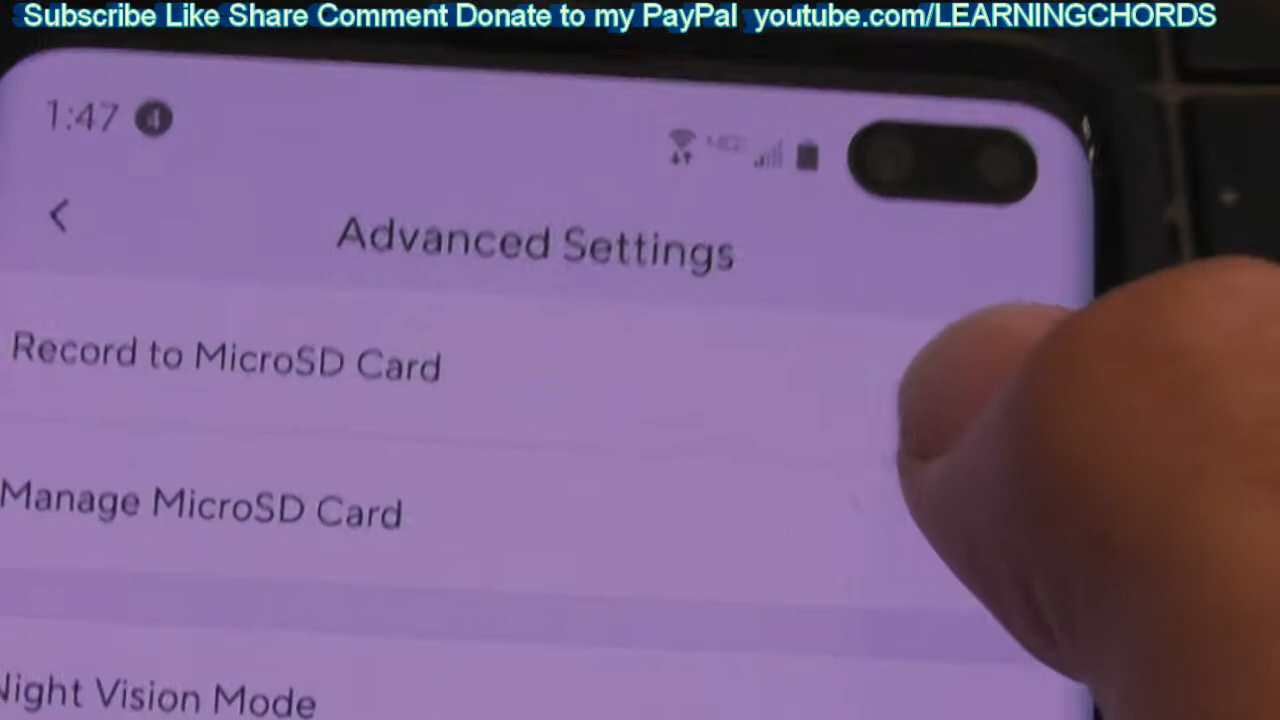 Subscribe Like Share Comment Donate to my PayPal youtube.com/LEARNINGCHORDS
1:47 4
Advanced Settings
Record to MicroSD Card
Manage MicroSD Card
Night Vision Mode